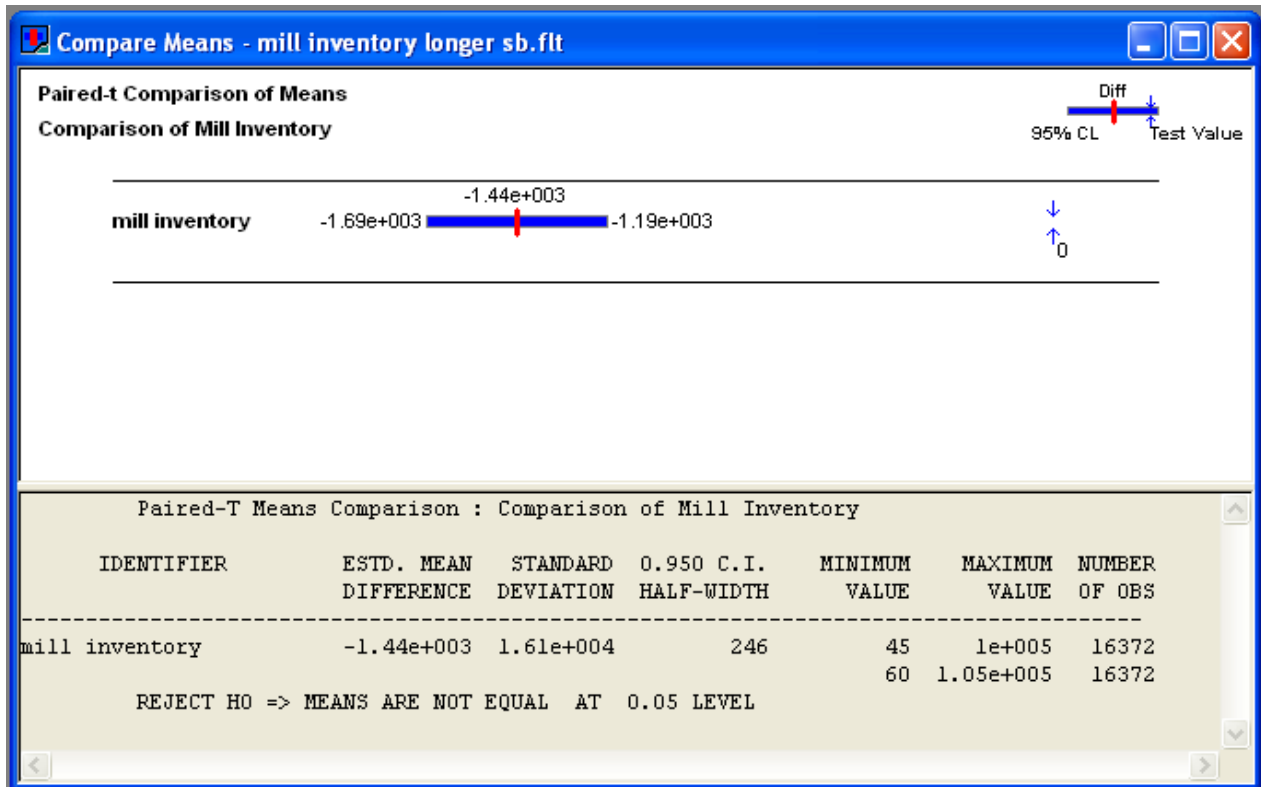 Compare Means - mill inventory longer sb.flt
Paired-t Comparison of Means
Comparison of Mill Inventory
Diff
95% CL Test Value
-1.44e+003
mill inventory -1.69e+003 -1.19e+003
0
Paired-T Means Comparison : Comparison of Mill Inventory
IDENTIFIER ESTD. MEAN STANDARD 0.950 C.I. MINIMUM MAXIMUM NUMBER
DIFFERENCE DEVIATION HALF-WIDTH VALUE VALUE OF OBS
mill inventory -1.44e+003 1.61e+004 246 45 1e+005 16372
60 1.05e+005 16372
REJECT H0 => MEANS ARE NOT EQUAL AT 0.05 LEVEL